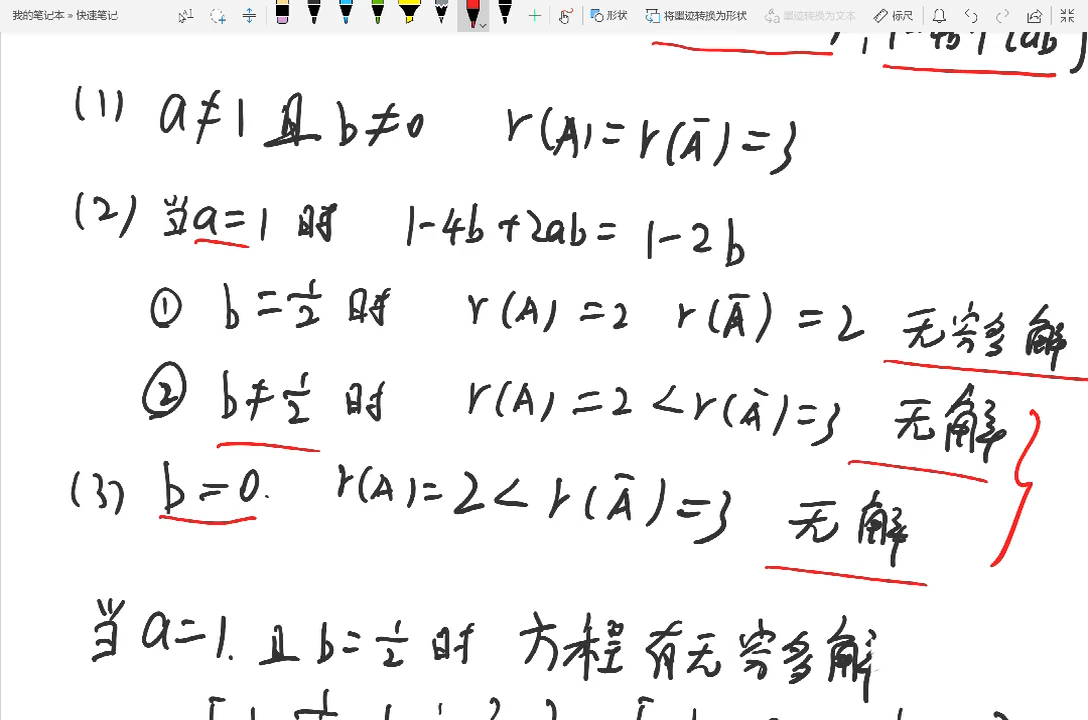 我的笔记本 » 快速笔记 形状 将墨迹转换为形状 墨迹转换为文本 标尺
1-4b+(ab)
(1) a≠1 且 b≠0 r(A)=r(Ā)=3
(2) 当a=1 时 1-4b+2ab=1-2b
① b=1/2 时 r(A)=2 r(Ā)=2 无穷多解
② b≠1/2 时 r(A)=2<r(Ā)=3 无解
(3) b=0. r(A)=2<r(Ā)=3 无解
当 a=1. 且 b=1/2 时 方程有无穷多解